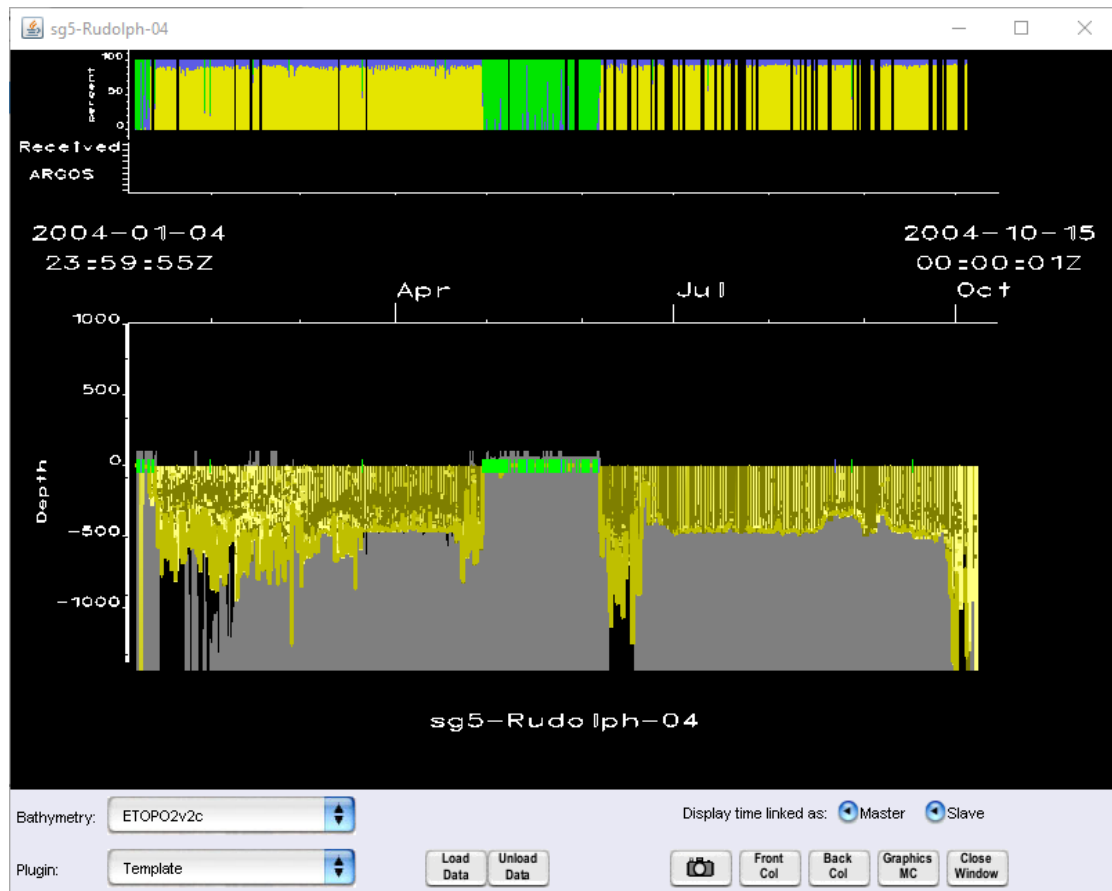 sg5-Rudolph-04
100
percent
50
0
Received
ARGOS
2004-01-04 2004-10-15
23:59:55Z 00:00:01Z
Apr Jul Oct
1000
500
0
Depth
-500
-1000
sg5-Rudolph-04
Bathymetry: ETOPO2v2c Display time linked as: Master Slave
Plugin: Template Load Data Unload Data Front Col Back Col Graphics MC Close Window